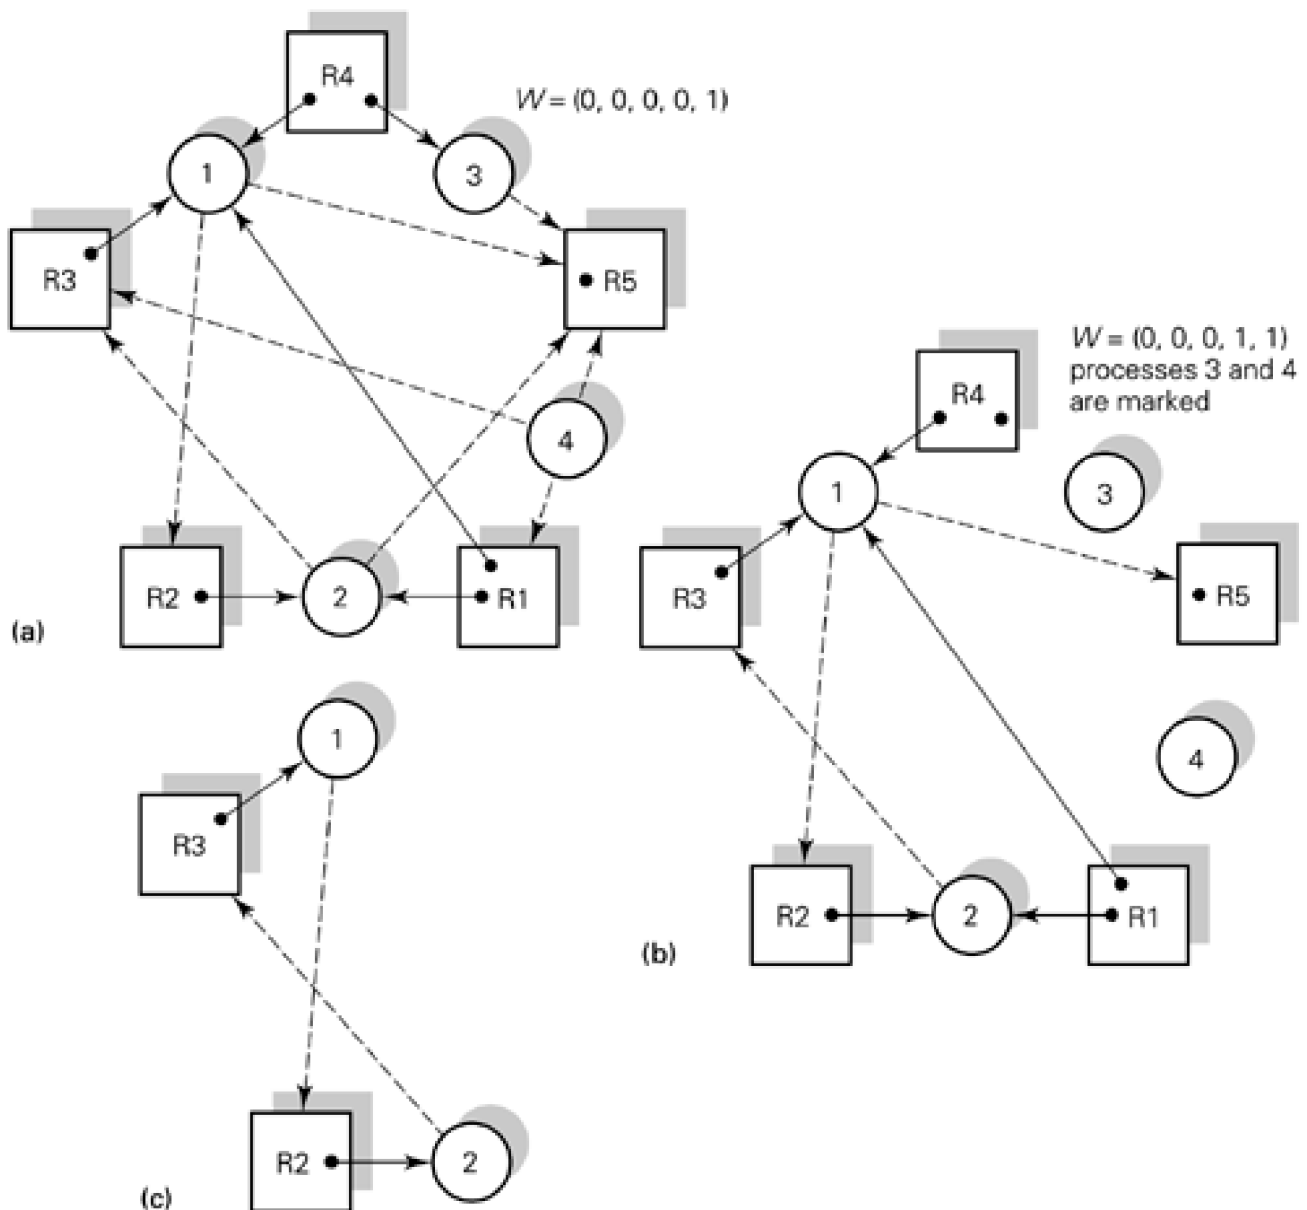 R4
W = (0, 0, 0, 0, 1)
1
3
R3
R5
4
R2
2
R1
(a)
R4
W = (0, 0, 0, 1, 1)
processes 3 and 4
are marked
1
3
R3
R5
4
R2
2
R1
(b)
1
R3
R2
2
(c)